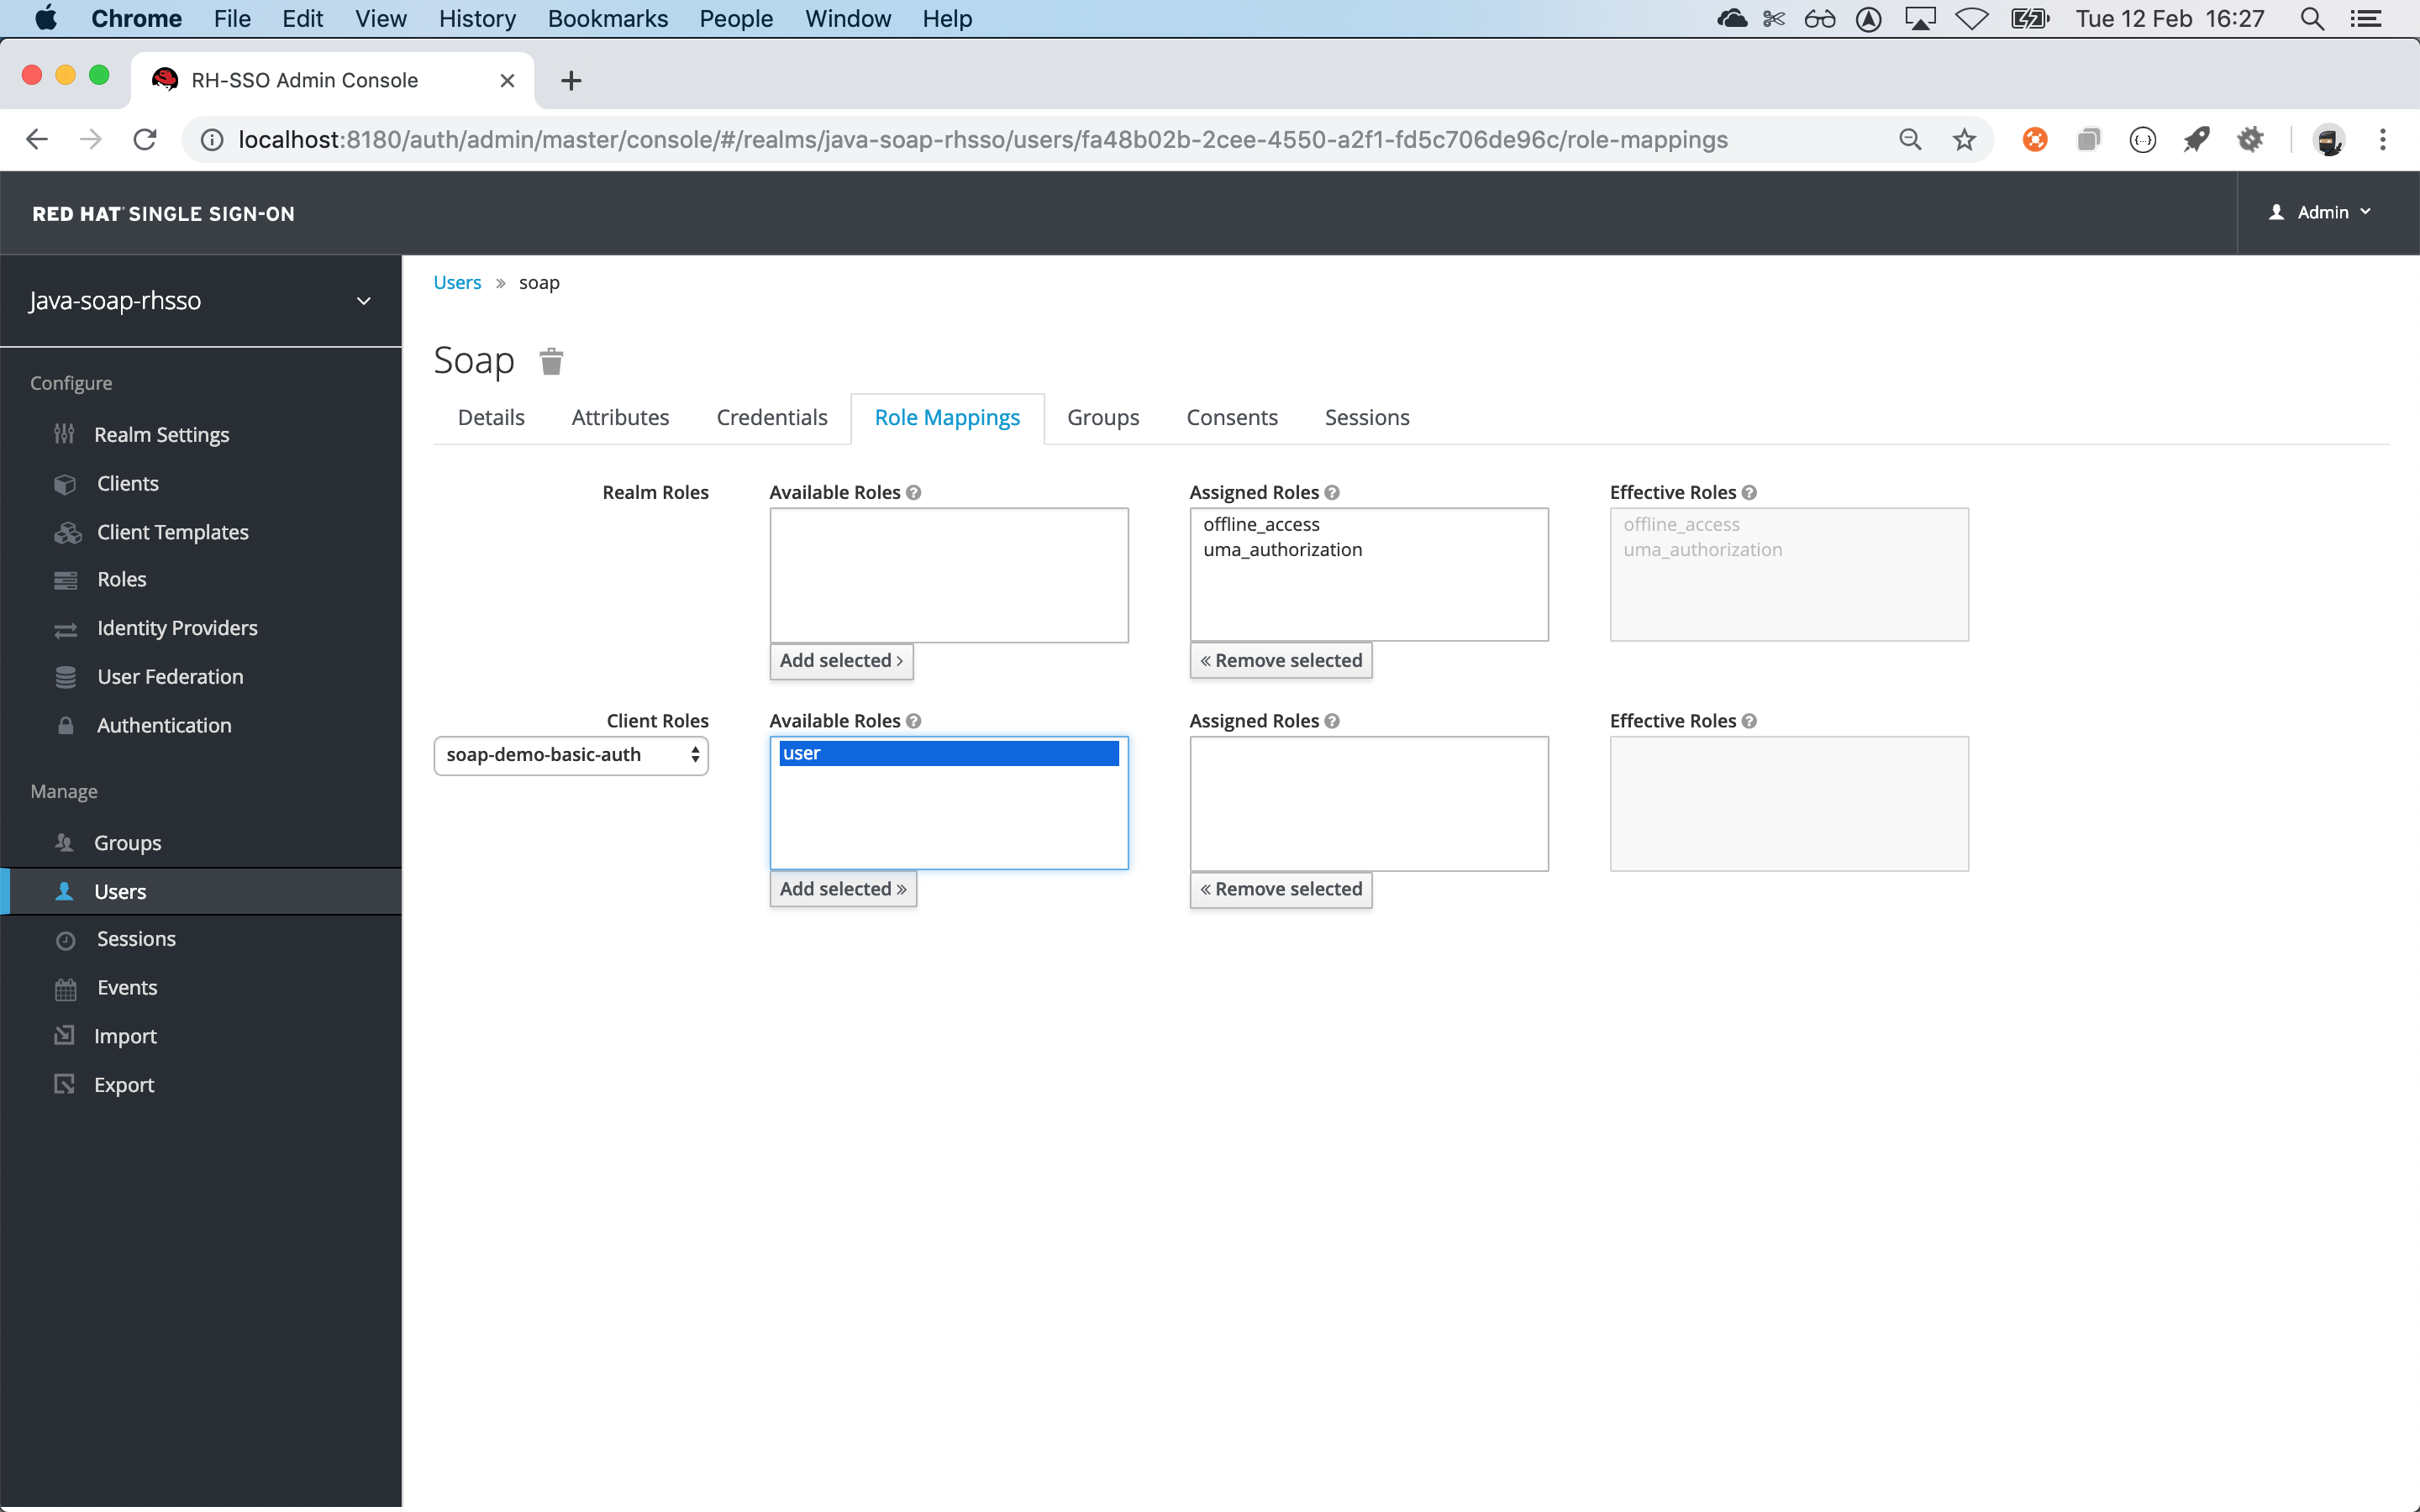 Chrome File Edit View History Bookmarks People Window Help Tue 12 Feb 16:27
RH-SSO Admin Console
localhost:8180/auth/admin/master/console/#/realms/java-soap-rhsso/users/fa48b02b-2cee-4550-a2f1-fd5c706de96c/role-mappings
RED HAT SINGLE SIGN-ON
Admin
Java-soap-rhsso
Users » soap
Soap
Configure
Realm Settings
Clients
Client Templates
Roles
Identity Providers
User Federation
Authentication
Manage
Groups
Users
Sessions
Events
Import
Export
Details Attributes Credentials Role Mappings Groups Consents Sessions
Realm Roles Available Roles Assigned Roles Effective Roles
offline_access offline_access
uma_authorization uma_authorization
Add selected › « Remove selected
Client Roles Available Roles Assigned Roles Effective Roles
soap-demo-basic-auth user
Add selected » « Remove selected